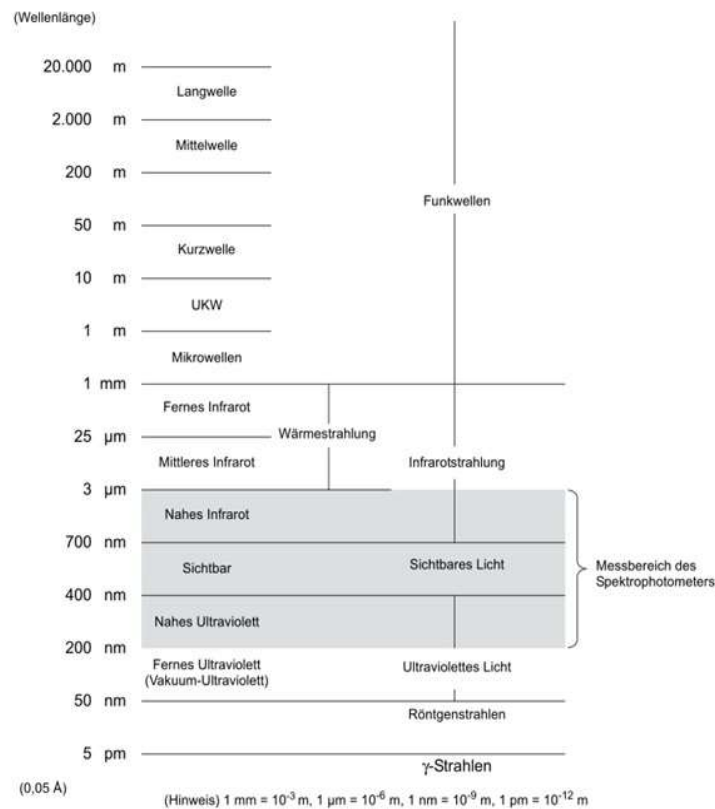 (Wellenlänge)
20.000 m
Langwelle
2.000 m
Mittelwelle
200 m
Funkwellen
50 m
Kurzwelle
10 m
UKW
1 m
Mikrowellen
1 mm
Fernes Infrarot
25 µm
Wärmestrahlung
Mittleres Infrarot
Infrarotstrahlung
3 µm
Nahes Infrarot
700 nm
Sichtbar
Sichtbares Licht
Messbereich des
Spektrophotometers
400 nm
Nahes Ultraviolett
200 nm
Fernes Ultraviolett
(Vakuum-Ultraviolett)
Ultraviolettes Licht
50 nm
Röntgenstrahlen
5 pm
γ-Strahlen
(0,05 Å)
(Hinweis) 1 mm = 10⁻³ m, 1 µm = 10⁻⁶ m, 1 nm = 10⁻⁹ m, 1 pm = 10⁻¹² m